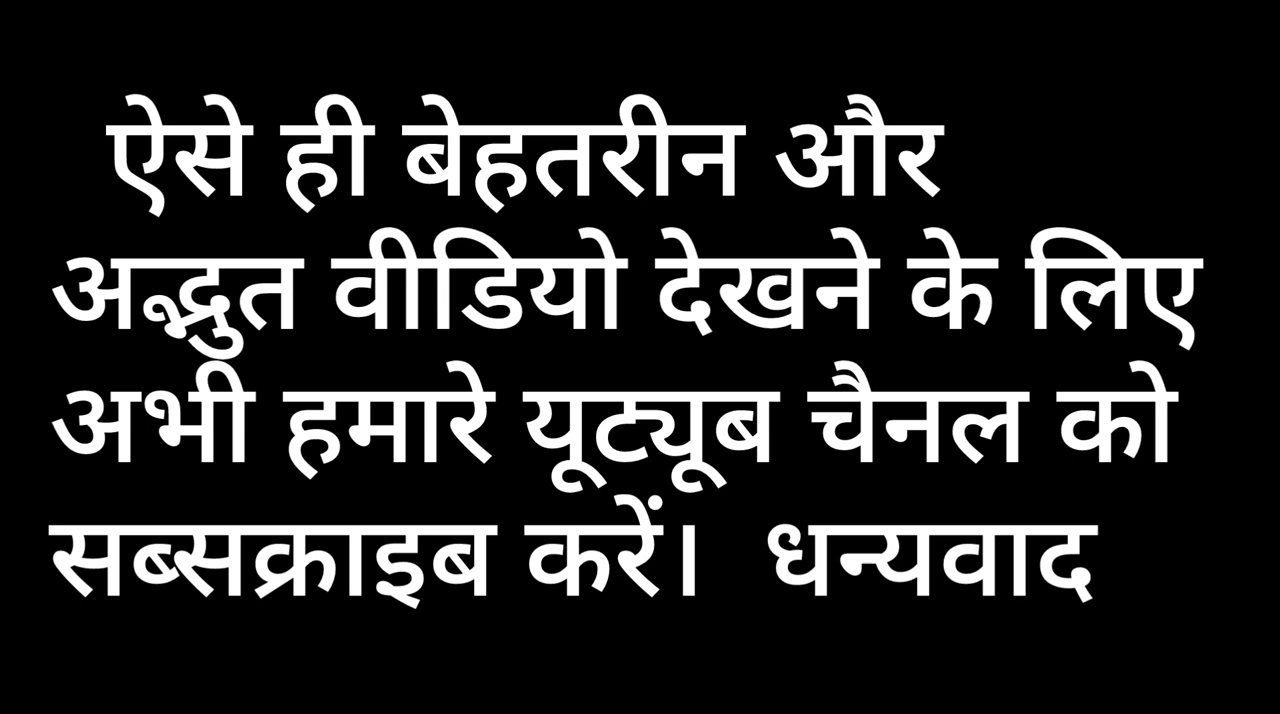 ऐसे ही बेहतरीन और
अद्भुत वीडियो देखने के लिए
अभी हमारे यूट्यूब चैनल को
सब्सक्राइब करें। धन्यवाद